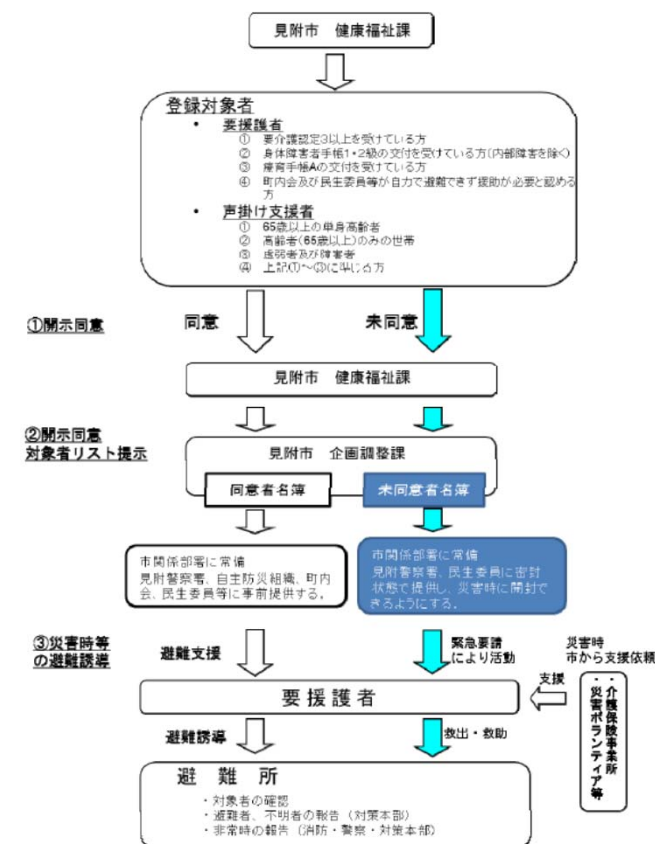 見附市 健康福祉課
登録対象者
• 要援護者
① 要介護認定3以上を受けている方
② 身体障害者手帳1・2級の交付を受けている方(内部障害を除く)
③ 療育手帳Aの交付を受けている方
④ 町内会及び民生委員等が自力で避難できず援助が必要と認める
方
• 声掛け支援者
① 65歳以上の単身高齢者
② 高齢者(65歳以上)のみの世帯
③ 虚弱者及び障害者
④ 上記①~③に準じる方
①開示同意
同意
未同意
見附市 健康福祉課
②開示同意
対象者リスト提示
見附市 企画調整課
同意者名簿
未同意者名簿
市関係部署に常備
見附警察署、自主防災組織、町内
会、民生委員等に事前提供する。
市関係部署に常備
見附警察署、民生委員に密封
状態で提供し、災害時に開封で
きるようにする。
③災害時等
の避難誘導
避難支援
緊急要請
により活動
災害時
市から支援依頼
要援護者
支援
・介護保険事業所
・災害ボランティア等
避難誘導
救出・救助
避難所
・対象者の確認
・避難者、不明者の報告(対策本部)
・非常時の報告(消防・警察・対策本部)